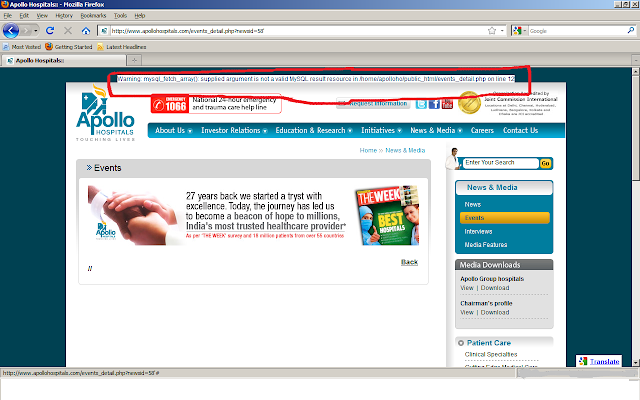 Apollo Hospitals:: - Mozilla Firefox
File Edit View History Bookmarks Tools Help
http://www.apollohospitals.com/events_detail.php?newsid=58'
Google
Most Visited Getting Started Latest Headlines
Apollo Hospitals::
Warning: mysql_fetch_array(): supplied argument is not a valid MySQL result resource in /home/apolloho/public_html/events_detail.php on line 12
Apollo
HOSPITALS
TOUCHING LIVES
EMERGENCY
1066
National 24-hour emergency
and trauma care help line
Request Information
You
Joint Commission International
About Us Investor Relations Education & Research Initiatives News & Media Careers Contact Us
Home » News & Media
Enter Your Search Go
Events
27 years back we started a tryst with
excellence. Today, the journey has led us
to become a beacon of hope to millions,
India's most trusted healthcare provider*
As per 'THE WEEK' survey and 18 million patients from over 55 countries
Apollo
HOSPITALS
THE WEEK
BEST
HOSPITALS
Back
//
News & Media
News
Events
Interviews
Media Features
Media Downloads
Apollo Group hospitals
View | Download
Chairman's profile
View | Download
Patient Care
Clinical Specialties
Cutting Edge Medical Care
Translate
http://www.apollohospitals.com/events_detail.php?newsid=58'#